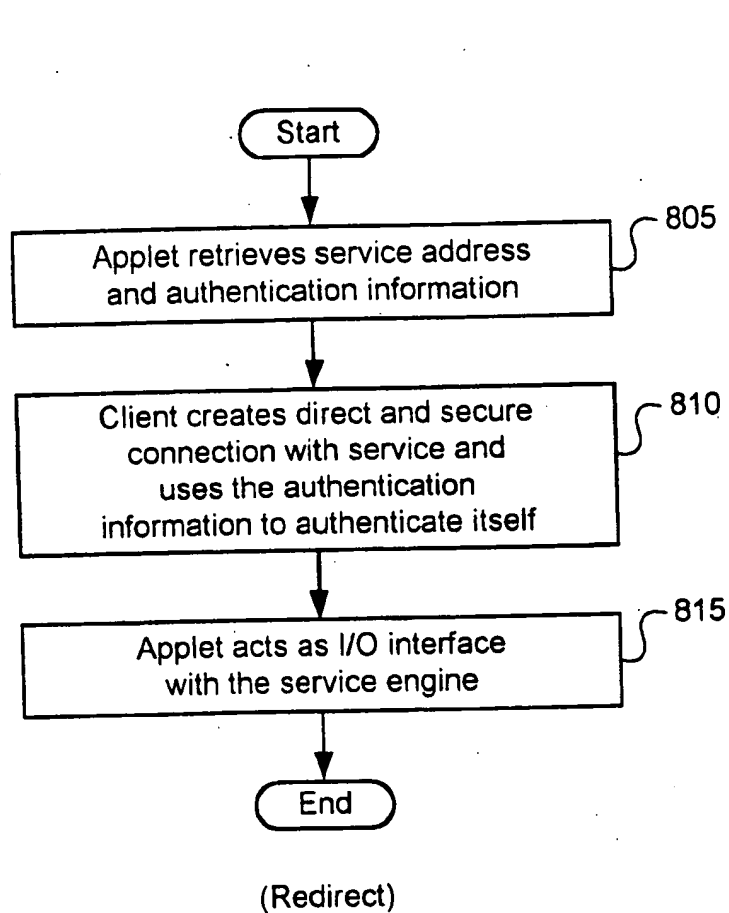 Start
Applet retrieves service address
and authentication information
805
Client creates direct and secure
connection with service and
uses the authentication
information to authenticate itself
810
Applet acts as I/O interface
with the service engine
815
End
(Redirect)